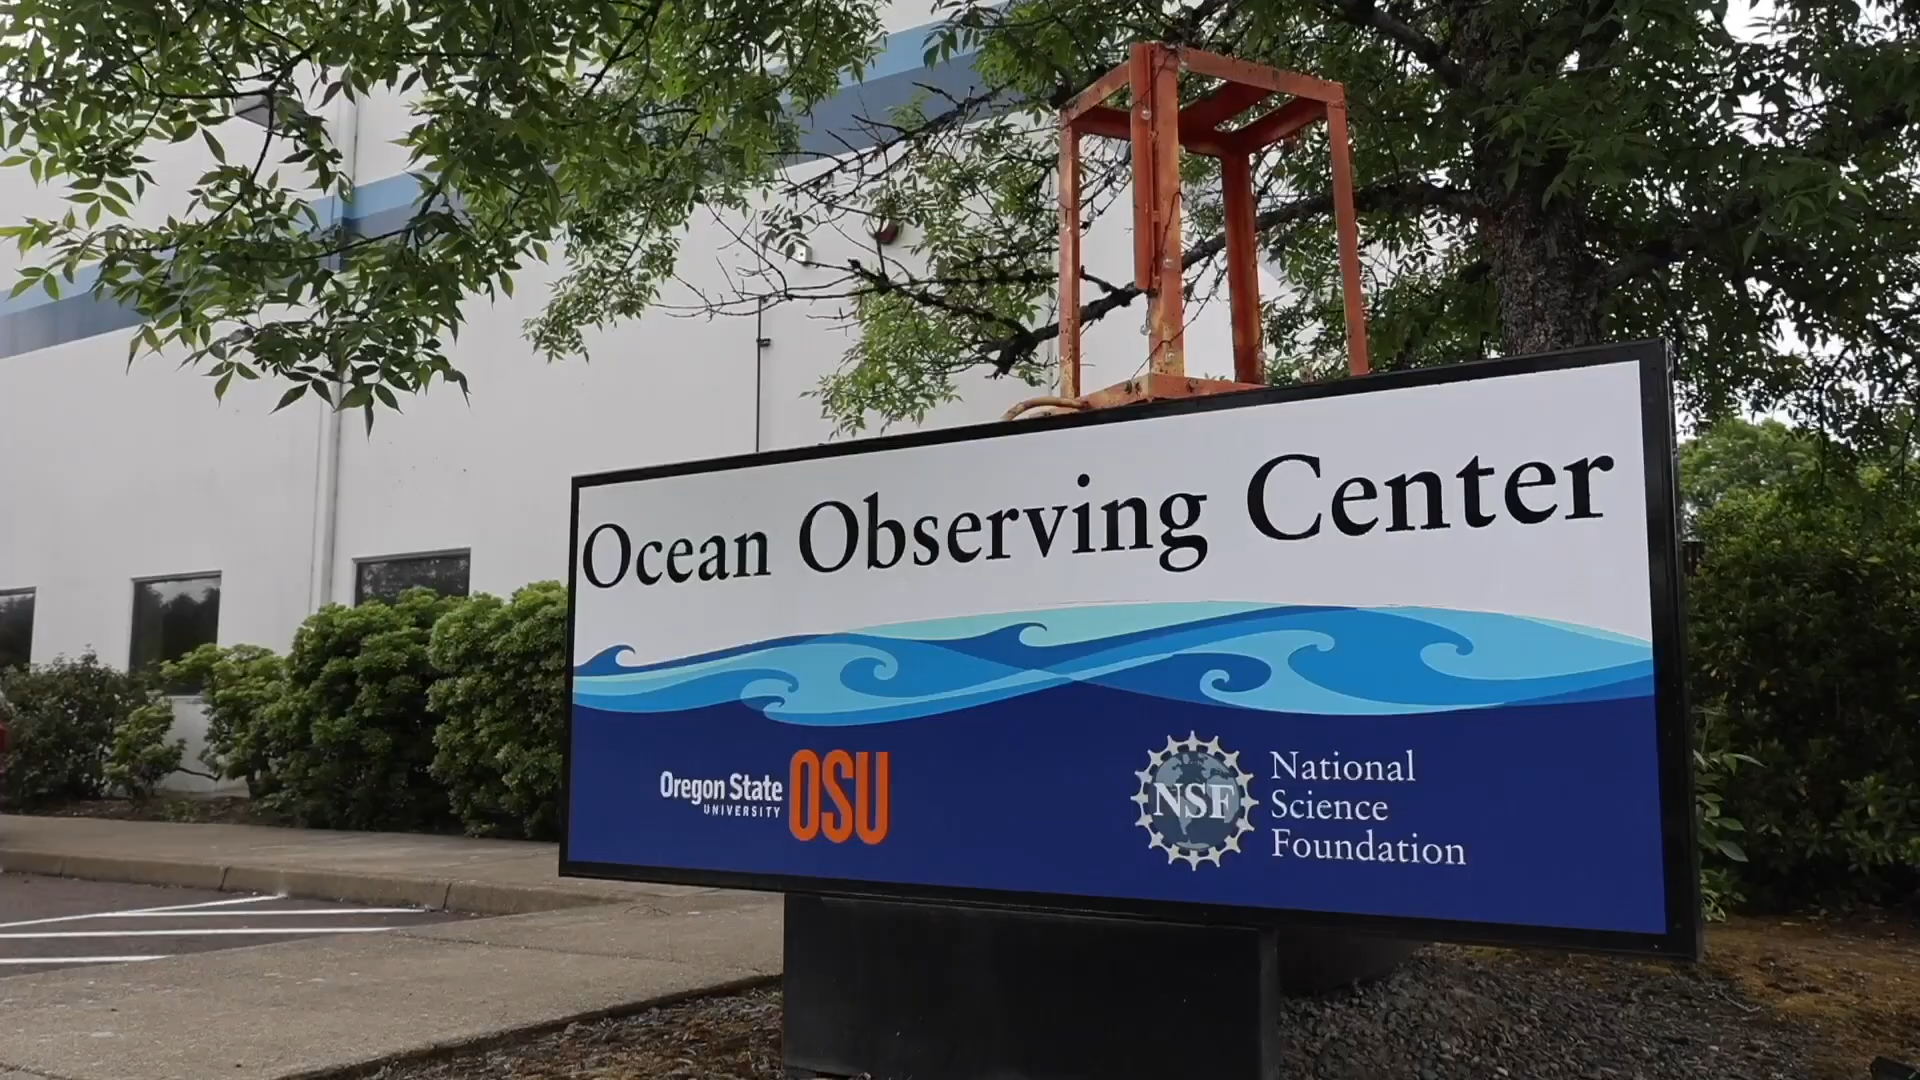 Ocean Observing Center
Oregon State
UNIVERSITY
OSU
NSF
National
Science
Foundation